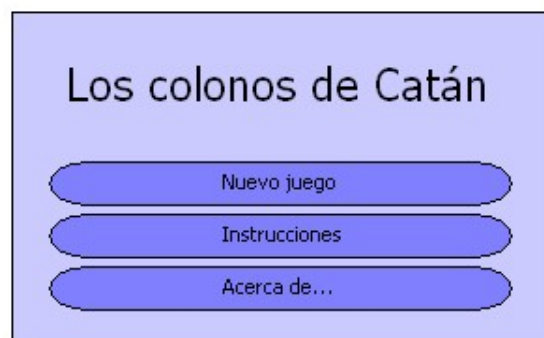 Los colonos de Catán
Nuevo juego
Instrucciones
Acerca de...